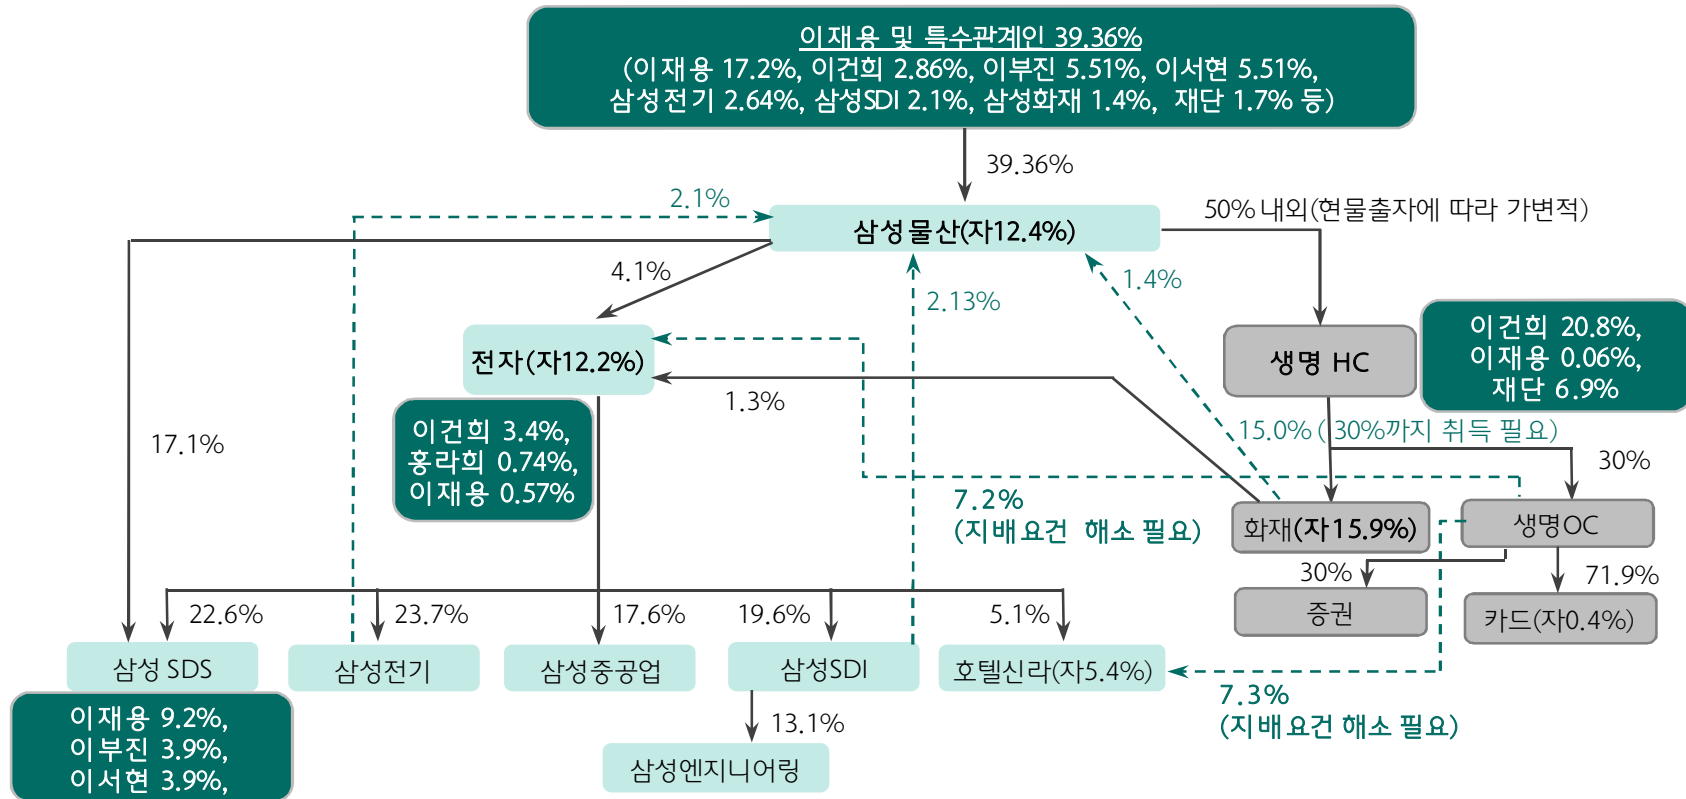 이재용 및 특수관계인 39.36%
(이재용 17.2%, 이건희 2.86%, 이부진 5.51%, 이서현 5.51%,
삼성전기 2.64%, 삼성SDI 2.1%, 삼성화재 1.4%, 재단 1.7% 등)
39.36%
2.1%
50% 내외(현물출자에 따라 가변적)
삼성물산(자12.4%)
4.1%
2.13%
1.4%
전자(자12.2%)
생명 HC
이건희 20.8%,
이재용 0.06%,
재단 6.9%
1.3%
이건희 3.4%,
홍라희 0.74%,
이재용 0.57%
17.1%
15.0% (30%까지 취득 필요)
30%
7.2%
(지배요건 해소 필요)
화재(자15.9%)
생명OC
30%
71.9%
증권
카드(자0.4%)
22.6%
23.7%
17.6%
19.6%
5.1%
삼성 SDS
삼성전기
삼성중공업
삼성SDI
호텔신라(자5.4%)
7.3%
(지배요건 해소 필요)
이재용 9.2%,
이부진 3.9%,
이서현 3.9%,
13.1%
삼성엔지니어링